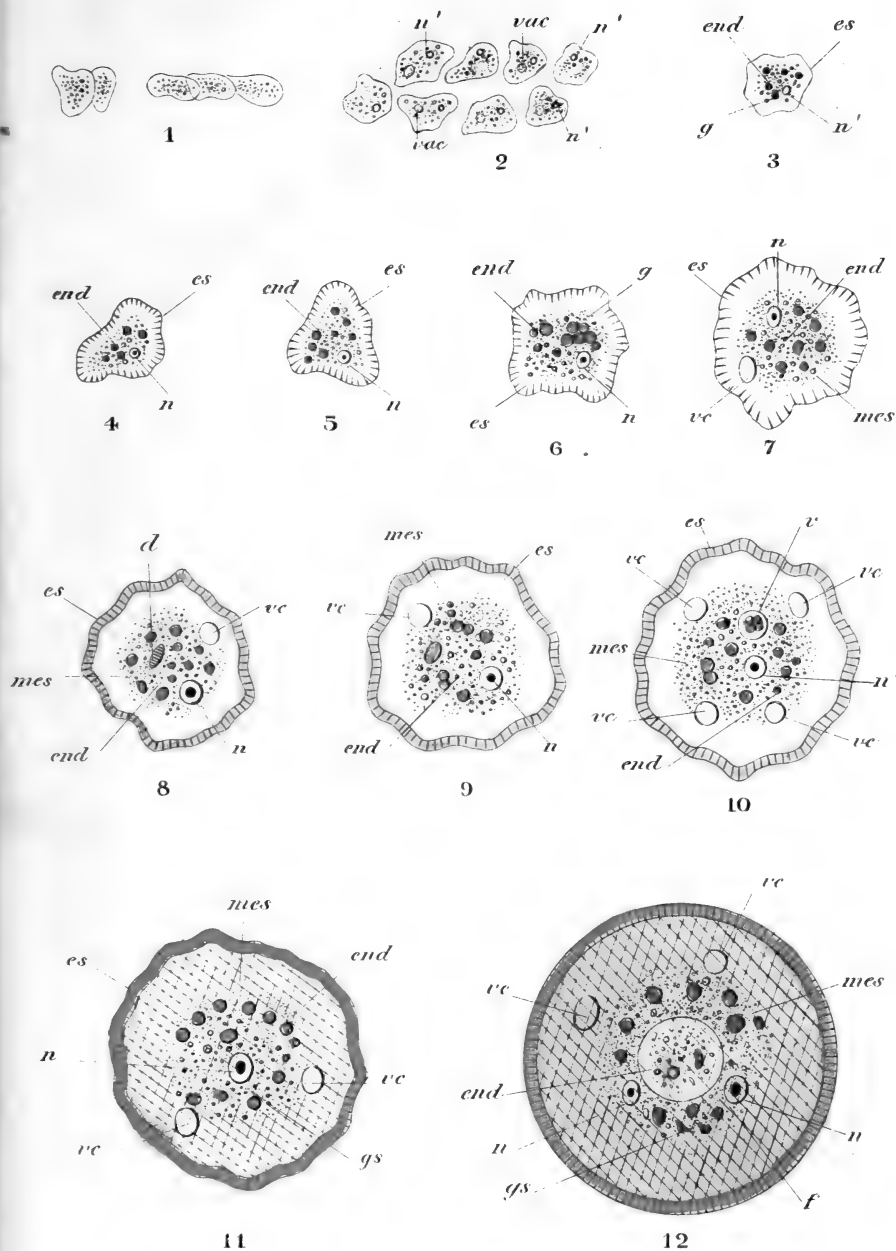 n' vac n' end es
1 vac 2 n' g n' 3
end es end es end g es n end
n n es n vc mes
4 5 6 7
d mes es es v
es vc vc vc vc
mes mes n
end n end n vc end vc
8 9 10
mes vc
es end vc mes
n vc end n
vc gs n gs f
11 12